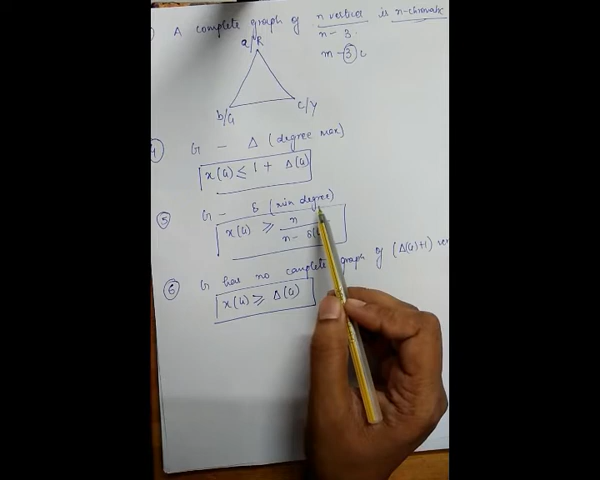 A complete graph of n vertice is n-chromatic
n - 3
m - 3 c
a/R
b/G
c/Y
4
G - Δ (degree max)
x(G) ≤ 1 + Δ(G)
5
G - δ (min degree)
x(G) ≥ n
n - δ(
6
G has no complete graph of (Δ(G)+1) ver
x(G) ≥ Δ(G)